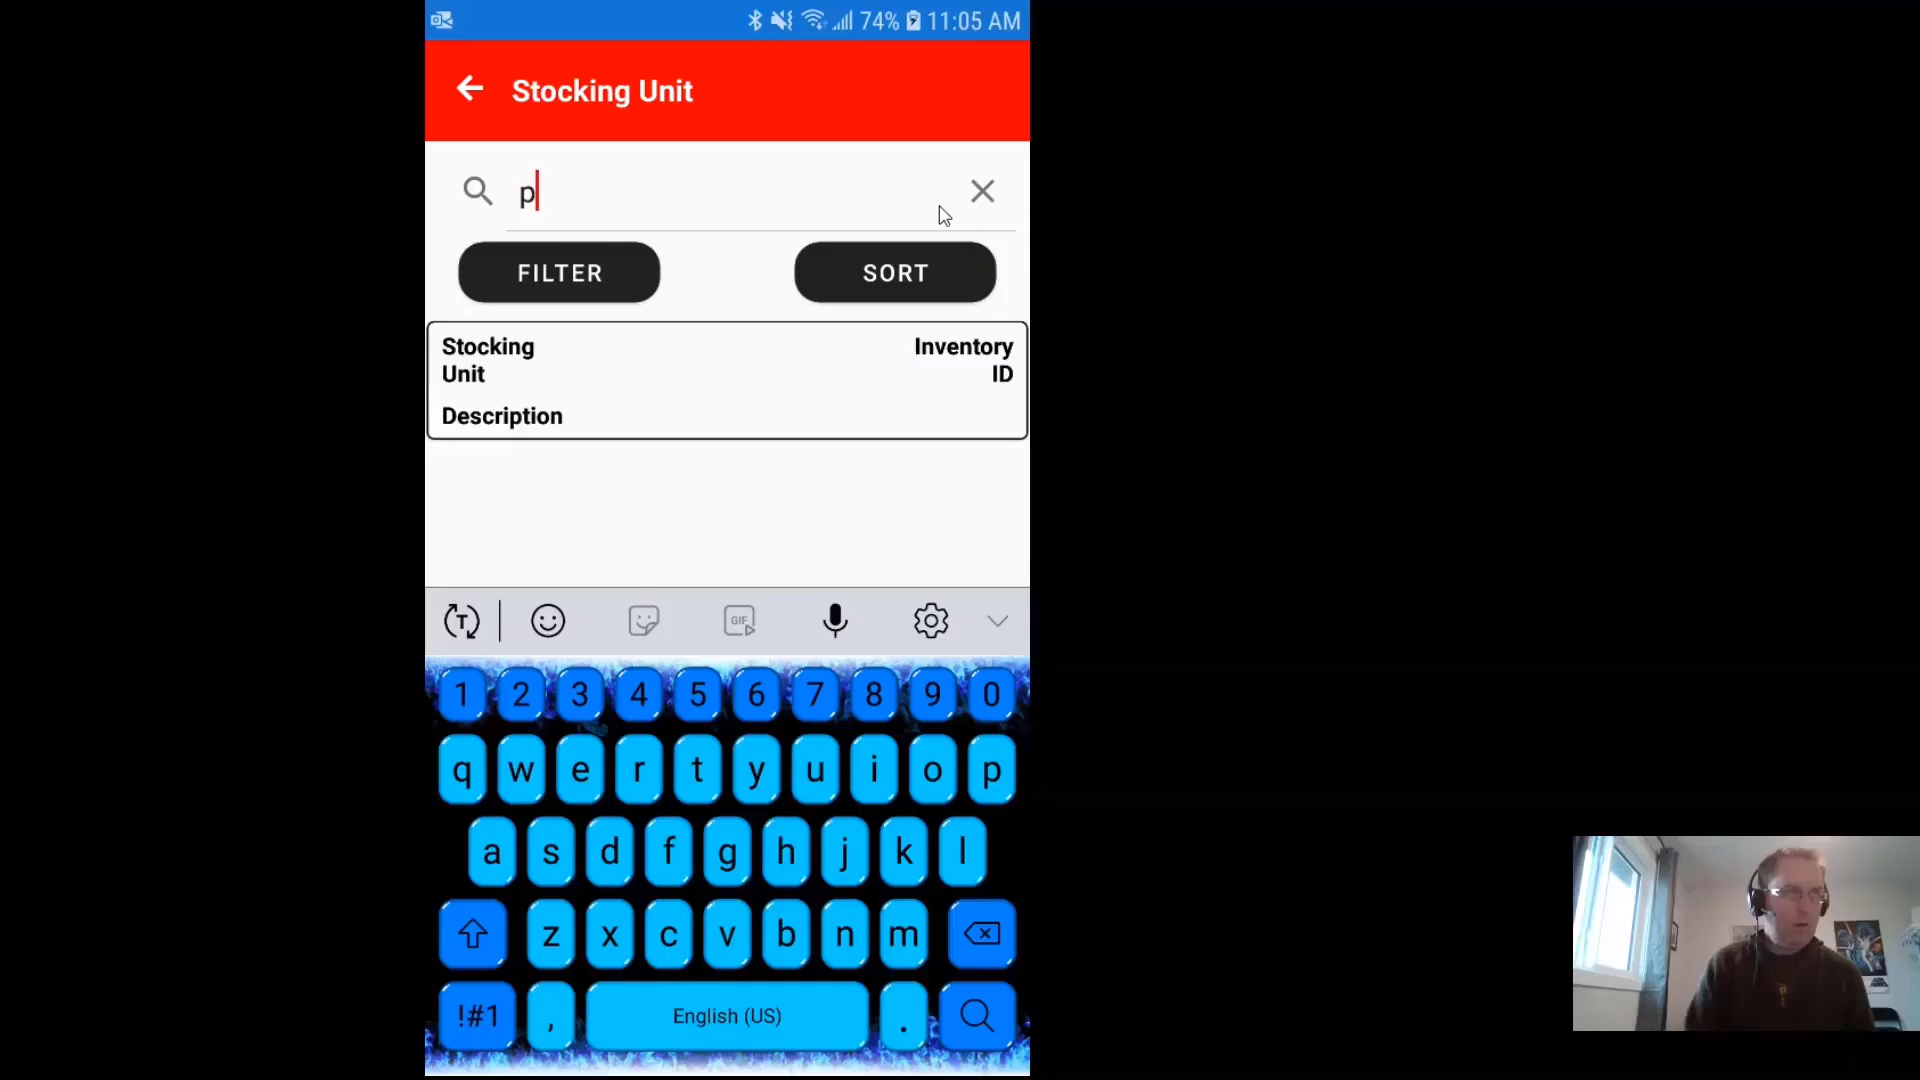 74% 11:05 AM
Stocking Unit
p
FILTER SORT
Stocking Unit
Inventory ID
Description
GIF
1 2 3 4 5 6 7 8 9 0
q w e r t y u i o p
a s d f g h j k l
z x c v b n m
!#1 , English (US) .